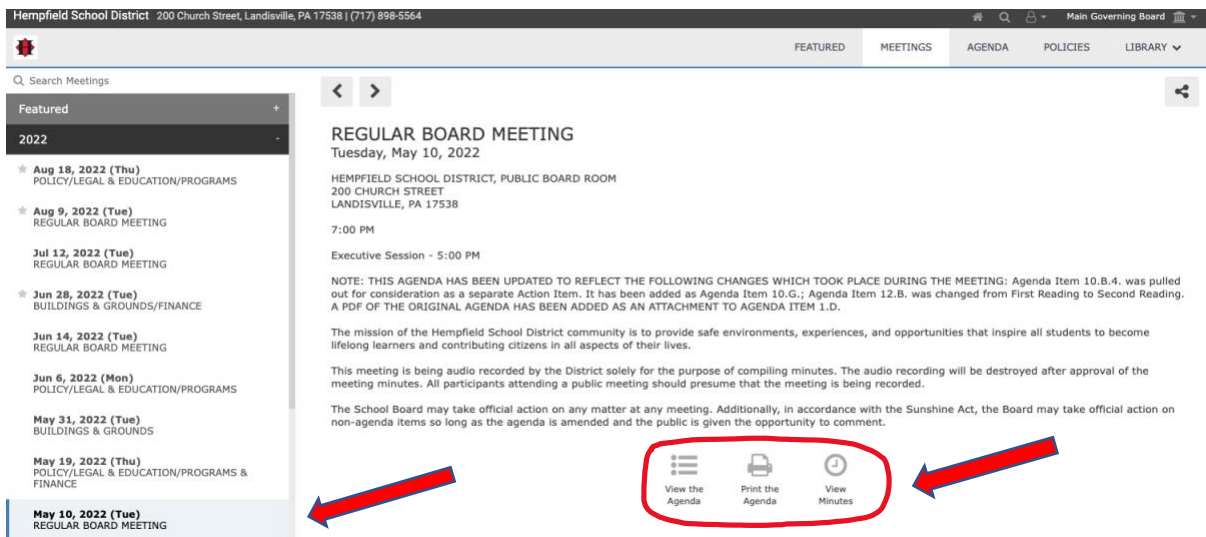 Hempfield School District 200 Church Street, Landisville, PA 17538 | (717) 898-5564
Main Governing Board
FEATURED MEETINGS AGENDA POLICIES LIBRARY
Search Meetings
Featured +
2022 -
Aug 18, 2022 (Thu)
POLICY/LEGAL & EDUCATION/PROGRAMS
Aug 9, 2022 (Tue)
REGULAR BOARD MEETING
Jul 12, 2022 (Tue)
REGULAR BOARD MEETING
Jun 28, 2022 (Tue)
BUILDINGS & GROUNDS/FINANCE
Jun 14, 2022 (Tue)
REGULAR BOARD MEETING
Jun 6, 2022 (Mon)
POLICY/LEGAL & EDUCATION/PROGRAMS
May 31, 2022 (Tue)
BUILDINGS & GROUNDS
May 19, 2022 (Thu)
POLICY/LEGAL & EDUCATION/PROGRAMS &
FINANCE
May 10, 2022 (Tue)
REGULAR BOARD MEETING
REGULAR BOARD MEETING
Tuesday, May 10, 2022
HEMPFIELD SCHOOL DISTRICT, PUBLIC BOARD ROOM
200 CHURCH STREET
LANDISVILLE, PA 17538
7:00 PM
Executive Session - 5:00 PM
NOTE: THIS AGENDA HAS BEEN UPDATED TO REFLECT THE FOLLOWING CHANGES WHICH TOOK PLACE DURING THE MEETING: Agenda Item 10.B.4. was pulled
out for consideration as a separate Action Item. It has been added as Agenda Item 10.G.; Agenda Item 12.B. was changed from First Reading to Second Reading.
A PDF OF THE ORIGINAL AGENDA HAS BEEN ADDED AS AN ATTACHMENT TO AGENDA ITEM 1.D.
The mission of the Hempfield School District community is to provide safe environments, experiences, and opportunities that inspire all students to become
lifelong learners and contributing citizens in all aspects of their lives.
This meeting is being audio recorded by the District solely for the purpose of compiling minutes. The audio recording will be destroyed after approval of the
meeting minutes. All participants attending a public meeting should presume that the meeting is being recorded.
The School Board may take official action on any matter at any meeting. Additionally, in accordance with the Sunshine Act, the Board may take official action on
non-agenda items so long as the agenda is amended and the public is given the opportunity to comment.
View the
Agenda
Print the
Agenda
View
Minutes